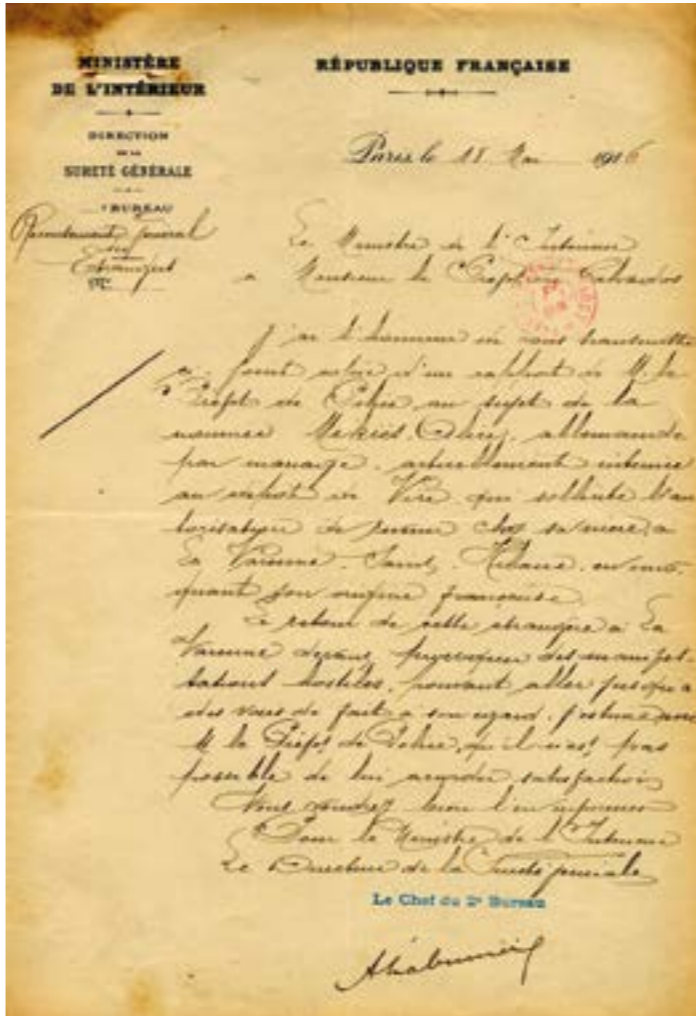 MINISTÈRE
DE L'INTÉRIEUR
DIRECTION
DE LA
SURETÉ GÉNÉRALE
BUREAU
Etrangers
RÉPUBLIQUE FRANÇAISE
Paris le 18 Mai 1916
Le Ministre de l'Intérieur
à Monsieur le Préfet du Calvados
J'ai l'honneur de vous transmettre
ci joint copie d'un rapport de M. le
Préfet de Police au sujet de la
nommée allemande
par mariage, actuellement internée
au dépôt de Vire, qui sollicite l'au
torisation de revenir chez sa mère, à
La Varenne Saint, Hilaire, en invo-
quant son origine française.
Le retour de cette étrangère à La
Varenne devant provoquer des manifes-
tations hostiles, pouvant aller jusqu'à
des voies de fait à son égard, j'estime avec
M. le Préfet de Police, qu'il n'est pas
possible de lui accorder satisfaction
Vous voudrez bien l'en informer
Pour le Ministre de l'Intérieur
Le Directeur de la Sureté générale
Le Chef du 2e Bureau